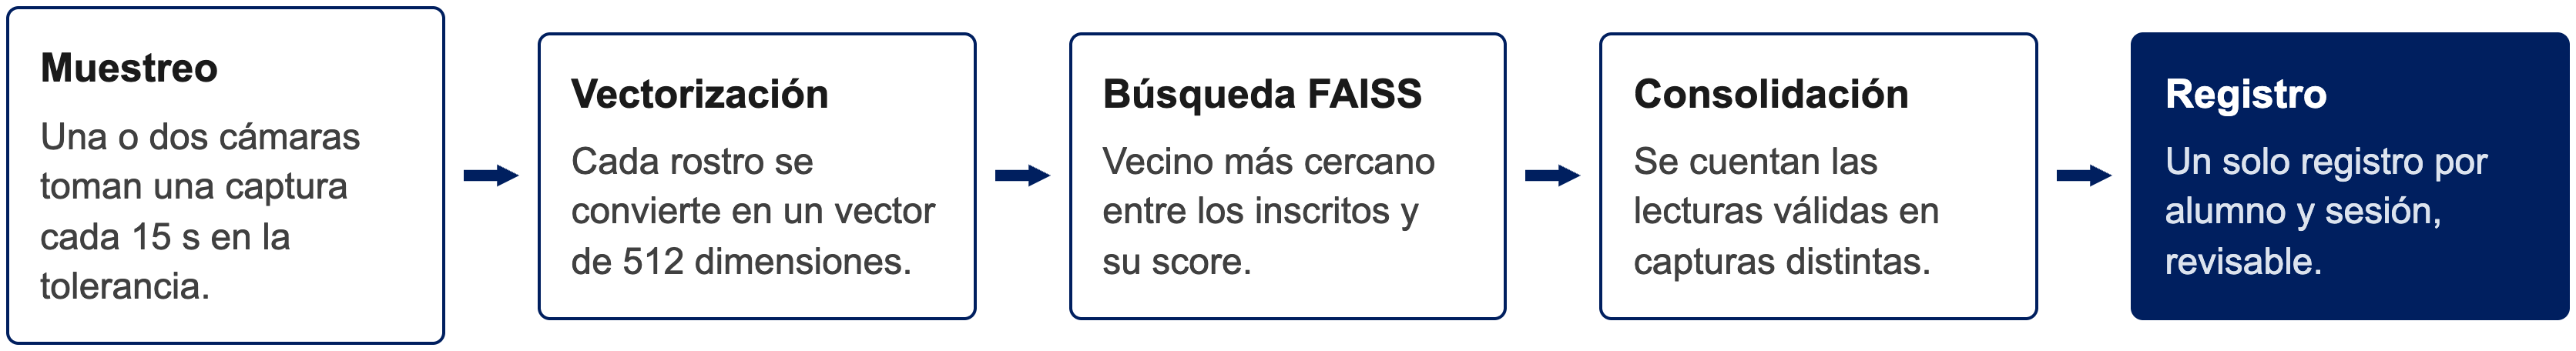 Muestreo
Una o dos cámaras
toman una captura
cada 15 s en la
tolerancia.
Vectorización
Cada rostro se
convierte en un vector
de 512 dimensiones.
Búsqueda FAISS
Vecino más cercano
entre los inscritos y
su score.
Consolidación
Se cuentan las
lecturas válidas en
capturas distintas.
Registro
Un solo registro por
alumno y sesión,
revisable.